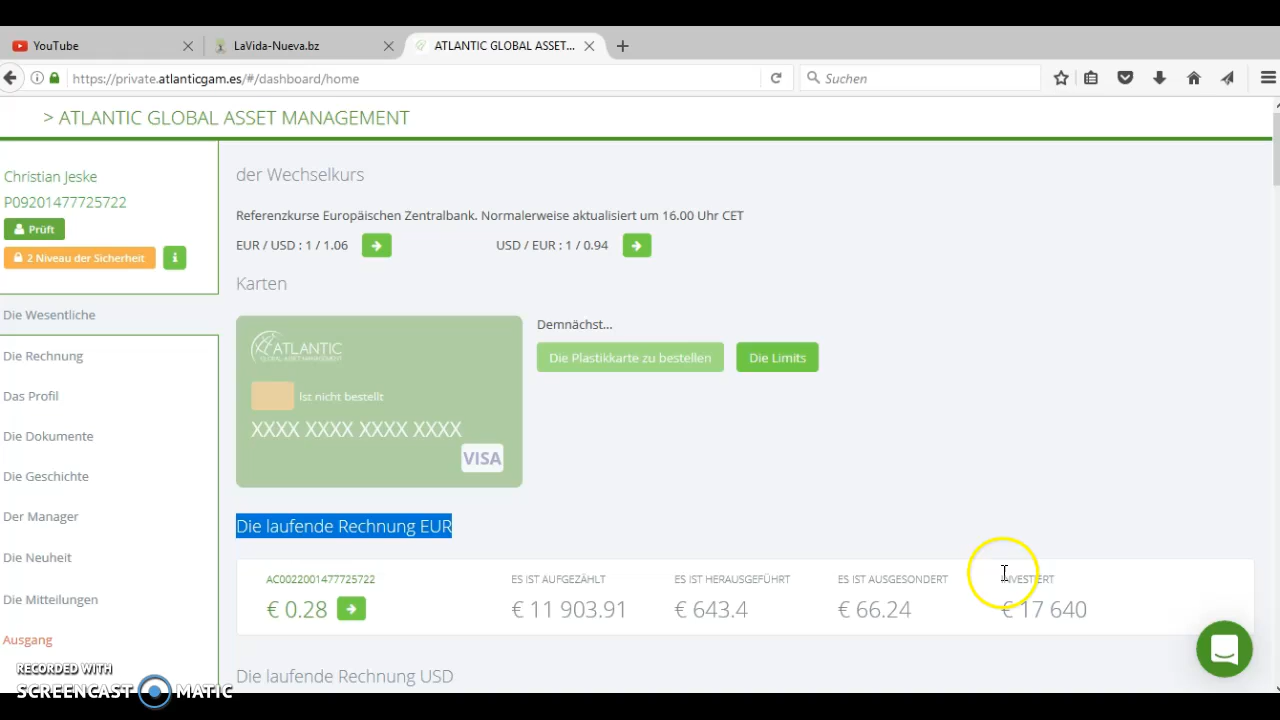 YouTube
LaVida-Nueva.bz
ATLANTIC GLOBAL ASSET...
https://private.atlanticgam.es/#/dashboard/home
Suchen
> ATLANTIC GLOBAL ASSET MANAGEMENT
Christian Jeske
P09201477725722
Prüft
2 Niveau der Sicherheit
Die Wesentliche
Die Rechnung
Das Profil
Die Dokumente
Die Geschichte
Der Manager
Die Neuheit
Die Mitteilungen
Ausgang
der Wechselkurs
Referenzkurse Europäischen Zentralbank. Normalerweise aktualisiert um 16.00 Uhr CET
EUR / USD : 1 / 1.06
USD / EUR : 1 / 0.94
Karten
ATLANTIC
GLOBAL ASSET MANAGEMENT
Ist nicht bestellt
XXXX XXXX XXXX XXXX
VISA
Demnächst...
Die Plastikkarte zu bestellen
Die Limits
Die laufende Rechnung EUR
AC0022001477725722
€ 0.28
ES IST AUFGEZÄHLT
€ 11 903.91
ES IST HERAUSGEFÜHRT
€ 643.4
ES IST AUSGESONDERT
€ 66.24
INVESTIERT
€ 17 640
Die laufende Rechnung USD
RECORDED WITH
SCREENCAST MATIC